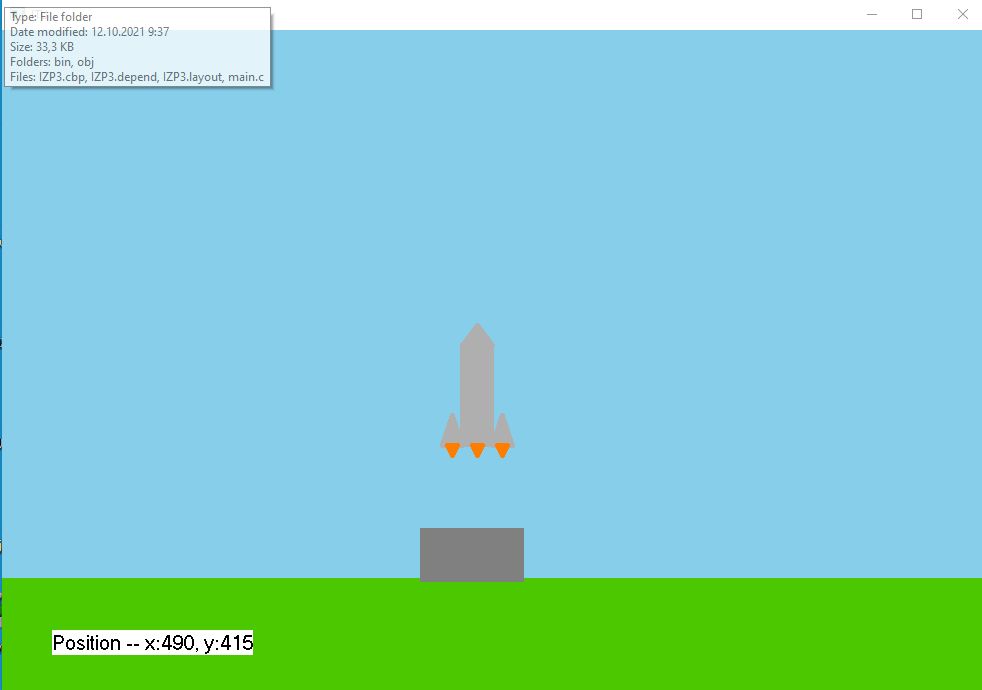 Type: File folder
Date modified: 12.10.2021 9:37
Size: 33,3 KB
Folders: bin, obj
Files: IZP3.cbp, IZP3.depend, IZP3.layout, main.c
Position -- x:490, y:415